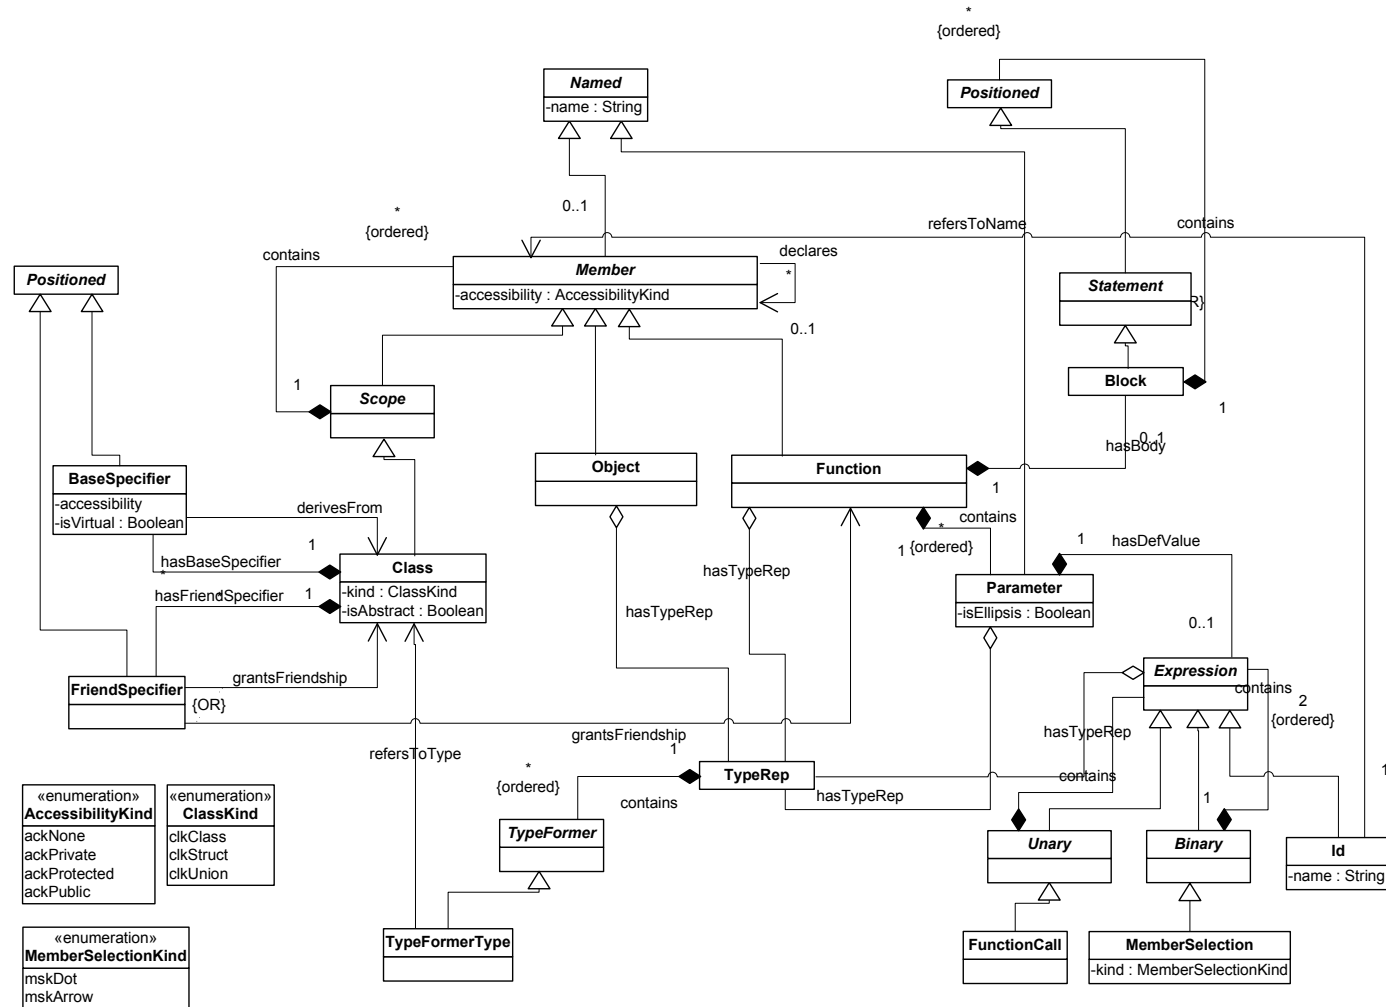 *
{ordered}
Named
-name : String
Positioned
*
{ordered}
0..1
refersToName
contains
contains
declares
*
Positioned
Member
-accessibility : AccessibilityKind
Statement
R}
0..1
1
Scope
Block
1
0..1
hasBody
BaseSpecifier
-accessibility
-isVirtual : Boolean
Object
Function
1
derivesFrom
contains
*
{ordered}
1
1
hasDefValue
1
hasBaseSpecifier
*
Class
-kind : ClassKind
-isAbstract : Boolean
hasTypeRep
Parameter
-isEllipsis : Boolean
hasFriendSpecifier
*
1
hasTypeRep
0..1
FriendSpecifier
grantsFriendship
{OR}
Expression
contains
2
{ordered}
grantsFriendship
hasTypeRep
refersToType
1
*
{ordered}
TypeRep
contains
hasTypeRep
contains
1
1
«enumeration»
AccessibilityKind
ackNone
ackPrivate
ackProtected
ackPublic
«enumeration»
ClassKind
clkClass
clkStruct
clkUnion
TypeFormer
Unary
Binary
Id
-name : String
«enumeration»
MemberSelectionKind
mskDot
mskArrow
TypeFormerType
FunctionCall
MemberSelection
-kind : MemberSelectionKind